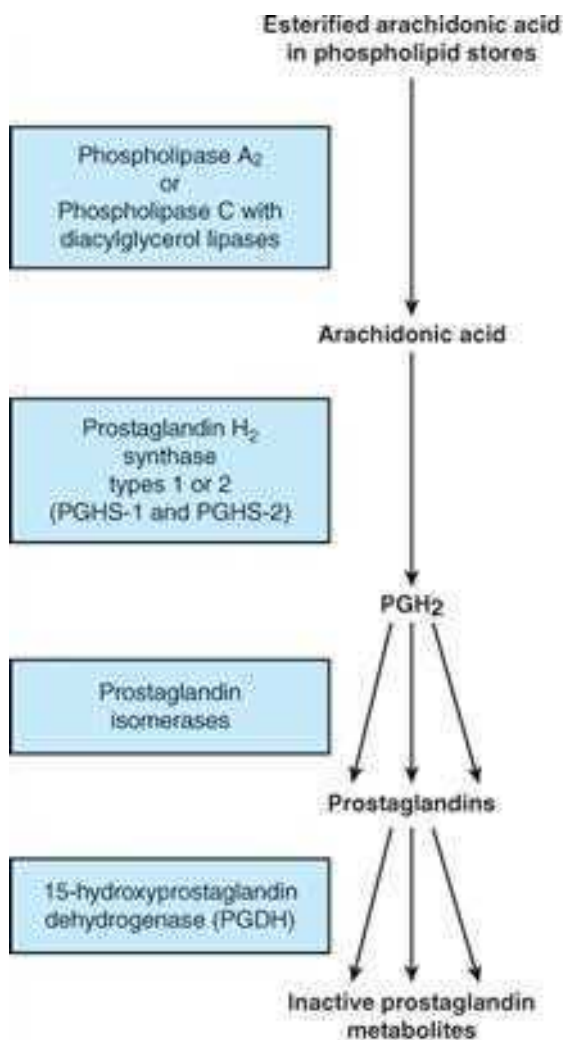 Esterified arachidonic acid
in phospholipid stores
Phospholipase A₂
or
Phospholipase C with
diacylglycerol lipases
Arachidonic acid
Prostaglandin H₂
synthase
types 1 or 2
(PGHS-1 and PGHS-2)
PGH₂
Prostaglandin
isomerases
Prostaglandins
15-hydroxyprostaglandin
dehydrogenase (PGDH)
Inactive prostaglandin
metabolites